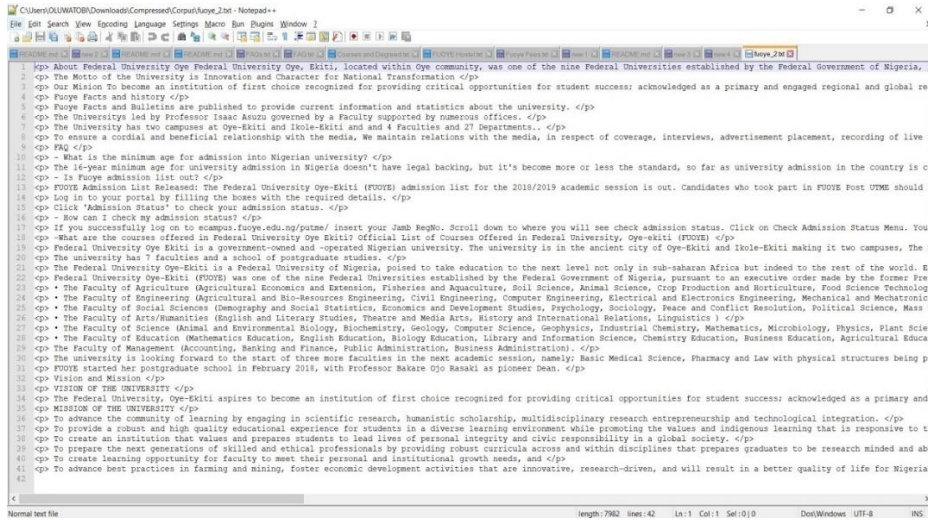 C:\Users\OLUWATOBI\Downloads\Compressed\Corpus\fuoye_2.txt - Notepad++
File Edit Search View Encoding Language Settings Macro Run Plugins Window ?
README.md new 2 README.md README.md README.md FAQs.txt FAQ.txt Courses and Degrees.txt FUOYE Hostel.txt Fuoye Fees.txt new 1 README.md new 3 new 4 fuoye_2.txt
1 <p> About Federal University Oye Federal University Oye, Ekiti, located within Oye community, was one of the nine Federal Universities established by the Federal Government of Nigeria,
2 <p> The Motto of the University is Innovation and Character for National Transformation </p>
3 <p> Our Mision To become an institution of first choice recognized for providing critical opportunities for student success; acknowledged as a primary and engaged regional and global re
4 <p> Fuoye Facts and history </p>
5 <p> Fuoye Facts and Bulletins are published to provide current information and statistics about the university. </p>
6 <p> The Universitys led by Professor Isaac Asuzu governed by a Faculty supported by numerous offices. </p>
7 <p> The University has two campuses at Oye-Ekiti and Ikole-Ekiti and and 4 Faculties and 27 Departments.. </p>
8 <p> To ensure a cordial and beneficial relationship with the media, We maintain relations with the media, in respect of coverage, interviews, advertisement placement, recording of live
9 <p> FAQ </p>
10 <p> - What is the minimum age for admission into Nigerian university? </p>
11 <p> The 16-year minimum age for university admission in Nigeria doesn't have legal backing, but it's become more or less the standard, so far as university admission in the country is c
12 <p> - Is Fuoye admission list out? </p>
13 <p> FUOYE Admission List Released: The Federal University Oye-Ekiti (FUOYE) admission list for the 2018/2019 academic session is out. Candidates who took part in FUOYE Post UTME should
14 <p> Log in to your portal by filling the boxes with the required details. </p>
15 <p> Click 'Admission Status' to check your admission status. </p>
16 <p> - How can I check my admission status? </p>
17 <p> If you successfully log on to ecampus.fuoye.edu.ng/putme/ insert your Jamb RegNo. Scroll down to where you will see check admission status. Click on Check Admission Status Menu. You
18 <p> -What are the courses offered in Federal University Oye Ekiti? Official List of Courses Offered in Federal University, Oye-ekiti (FUOYE) </p>
19 <p> Federal University Oye Ekiti is a government-owned and -operated Nigerian university. The university is in the ancient city of Oye-Ekiti and Ikole-Ekiti making it two campuses, The
20 <p> The university has 7 faculties and a school of postgraduate studies. </p>
21 <p> The Federal University Oye-Ekiti is a Federal University of Nigeria, poised to take education to the next level not only in sub-saharan Africa but indeed to the rest of the world. E
22 <p> Federal University Oye-Ekiti (FUOYE) was one of the nine Federal Universities established by the Federal Government of Nigeria, pursuant to an executive order made by the former Pre
23 <p> • The Faculty of Agriculture (Agricultural Economics and Extension, Fisheries and Aquaculture, Soil Science, Animal Science, Crop Production and Horticulture, Food Science Technolog
24 <p> • The Faculty of Engineering (Agricultural and Bio-Resources Engineering, Civil Engineering, Computer Engineering, Electrical and Electronics Engineering, Mechanical and Mechatronic
25 <p> • The Faculty of Social Sciences (Demography and Social Statistics, Economics and Development Studies, Psychology, Sociology, Peace and Conflict Resolution, Political Science, Mass
26 <p> • The Faculty of Arts/Humanities (English and Literary Studies, Theatre and Media Arts, History and International Relations, Linguistics ) </p>
27 <p> • The Faculty of Science (Animal and Environmental Biology, Biochemistry, Geology, Computer Science, Geophysics, Industrial Chemistry, Mathematics, Microbiology, Physics, Plant Scie
28 <p> • The Faculty of Education (Mathematics Education, English Education, Biology Education, Library and Information Science, Chemistry Education, Business Education, Agricultural Educa
29 <p> The Faculty of Management (Accounting, Banking and Finance, Public Administration, Business Administration). </p>
30 <p> The university is looking forward to the start of three more faculties in the next academic session, namely; Basic Medical Science, Pharmacy and Law with physical structures being p
31 <p> FUOYE started her postgraduate school in February 2018, with Professor Bakare Ojo Rasaki as pioneer Dean. </p>
32 <p> Vision and Mission </p>
33 <p> VISION OF THE UNIVERSITY </p>
34 <p> The Federal University, Oye-Ekiti aspires to become an institution of first choice recognized for providing critical opportunities for student success; acknowledged as a primary and
35 <p> MISSION OF THE UNIVERSITY </p>
36 <p> To advance the community of learning by engaging in scientific research, humanistic scholarship, multidisciplinary research entrepreneurship and technological integration. </p>
37 <p> To provide a robust and high quality educational experience for students in a diverse learning environment while promoting the values and indigenous learning that is responsive to t
38 <p> To create an institution that values and prepares students to lead lives of personal integrity and civic responsibility in a global society. </p>
39 <p> To prepare the next generations of skilled and ethical professionals by providing robust curricula across and within disciplines that prepares graduates to be research minded and ab
40 <p> To create learning opportunity for faculty to meet their personal and institutional growth needs, and </p>
41 <p> To advance best practices in farming and mining, foster economic development activities that are innovative, research-driven, and will result in a better quality of life for Nigeria
42
Normal text file length : 7982 lines : 42 Ln : 1 Col : 1 Sel : 0 | 0 Dos\Windows UTF-8 INS